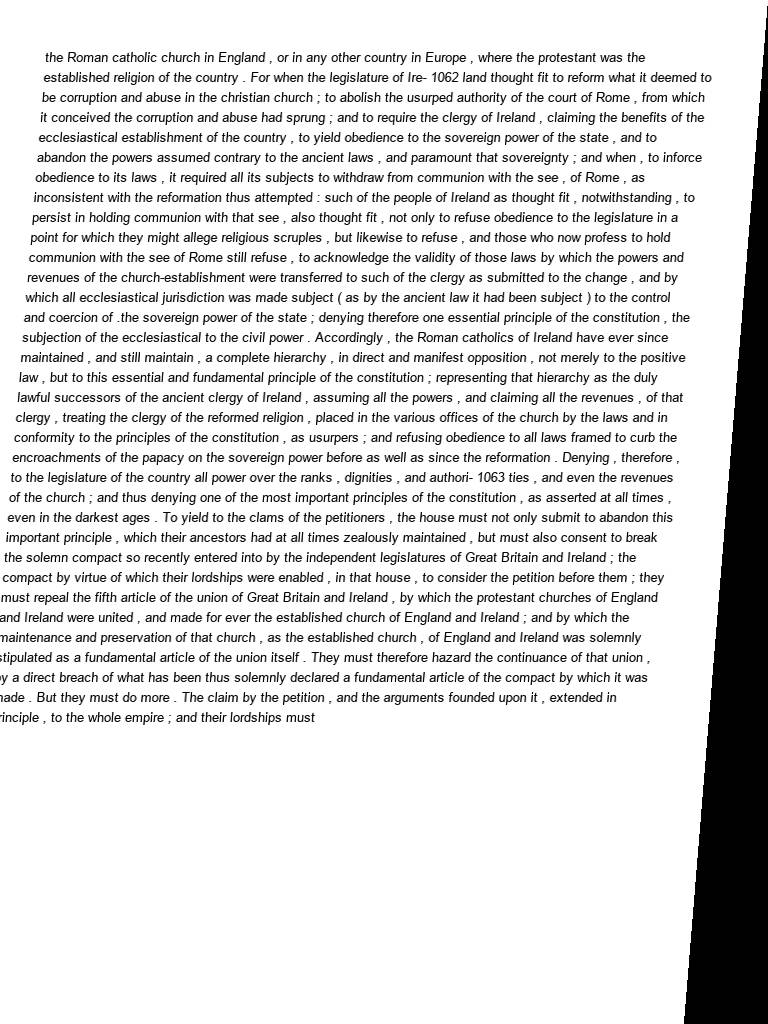 the Roman catholic church in England , or in any other country in Europe , where the protestant was the
established religion of the country . For when the legislature of Ire- 1062 land thought fit to reform what it deemed to
be corruption and abuse in the christian church ; to abolish the usurped authority of the court of Rome , from which
it conceived the corruption and abuse had sprung ; and to require the clergy of Ireland , claiming the benefits of the
ecclesiastical establishment of the country , to yield obedience to the sovereign power of the state , and to
abandon the powers assumed contrary to the ancient laws , and paramount that sovereignty ; and when , to inforce
obedience to its laws , it required all its subjects to withdraw from communion with the see , of Rome , as
inconsistent with the reformation thus attempted : such of the people of Ireland as thought fit , notwithstanding , to
persist in holding communion with that see , also thought fit , not only to refuse obedience to the legislature in a
point for which they might allege religious scruples , but likewise to refuse , and those who now profess to hold
communion with the see of Rome still refuse , to acknowledge the validity of those laws by which the powers and
revenues of the church-establishment were transferred to such of the clergy as submitted to the change , and by
which all ecclesiastical jurisdiction was made subject ( as by the ancient law it had been subject ) to the control
and coercion of .the sovereign power of the state ; denying therefore one essential principle of the constitution , the
subjection of the ecclesiastical to the civil power . Accordingly , the Roman catholics of Ireland have ever since
maintained , and still maintain , a complete hierarchy , in direct and manifest opposition , not merely to the positive
law , but to this essential and fundamental principle of the constitution ; representing that hierarchy as the duly
lawful successors of the ancient clergy of Ireland , assuming all the powers , and claiming all the revenues , of that
clergy , treating the clergy of the reformed religion , placed in the various offices of the church by the laws and in
conformity to the principles of the constitution , as usurpers ; and refusing obedience to all laws framed to curb the
encroachments of the papacy on the sovereign power before as well as since the reformation . Denying , therefore ,
to the legislature of the country all power over the ranks , dignities , and authori- 1063 ties , and even the revenues
of the church ; and thus denying one of the most important principles of the constitution , as asserted at all times ,
even in the darkest ages . To yield to the clams of the petitioners , the house must not only submit to abandon this
important principle , which their ancestors had at all times zealously maintained , but must also consent to break
the solemn compact so recently entered into by the independent legislatures of Great Britain and Ireland ; the
compact by virtue of which their lordships were enabled , in that house , to consider the petition before them ; they
must repeal the fifth article of the union of Great Britain and Ireland , by which the protestant churches of England
and Ireland were united , and made for ever the established church of England and Ireland ; and by which the
maintenance and preservation of that church , as the established church , of England and Ireland was solemnly
stipulated as a fundamental article of the union itself . They must therefore hazard the continuance of that union ,
by a direct breach of what has been thus solemnly declared a fundamental article of the compact by which it was
made . But they must do more . The claim by the petition , and the arguments founded upon it , extended in
principle , to the whole empire ; and their lordships must